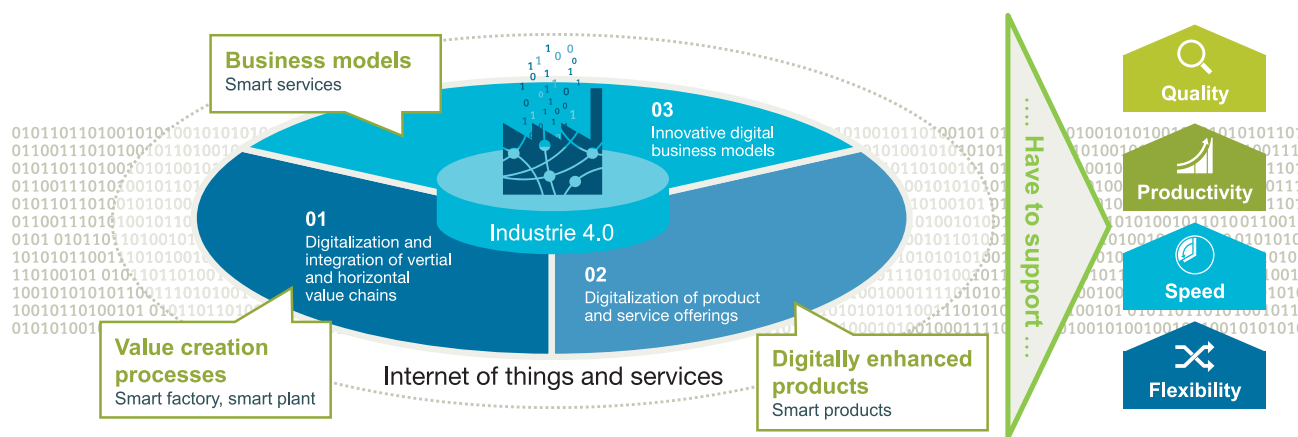 Business models
Smart services
03
Innovative digital
business models
01
Digitalization and
integration of vertial
and horizontal
value chains
Industrie 4.0
02
Digitalization of product
and service offerings
Value creation
processes
Smart factory, smart plant
Internet of things and services
Digitally enhanced
products
Smart products
.... Have to support ....
Quality
Productivity
Speed
Flexibility